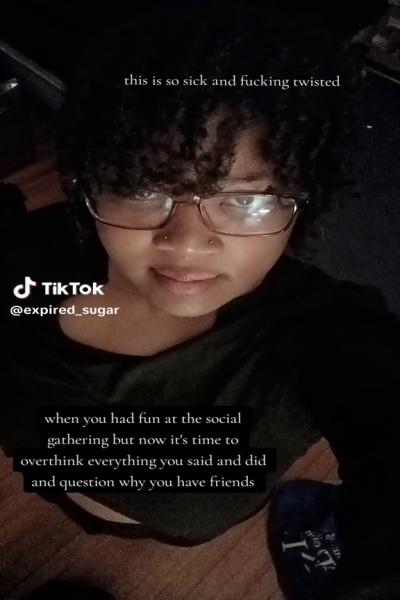 this is so sick and fucking twisted
TikTok
@expired_sugar
when you had fun at the social
gathering but now it's time to
overthink everything you said and did
and question why you have friends